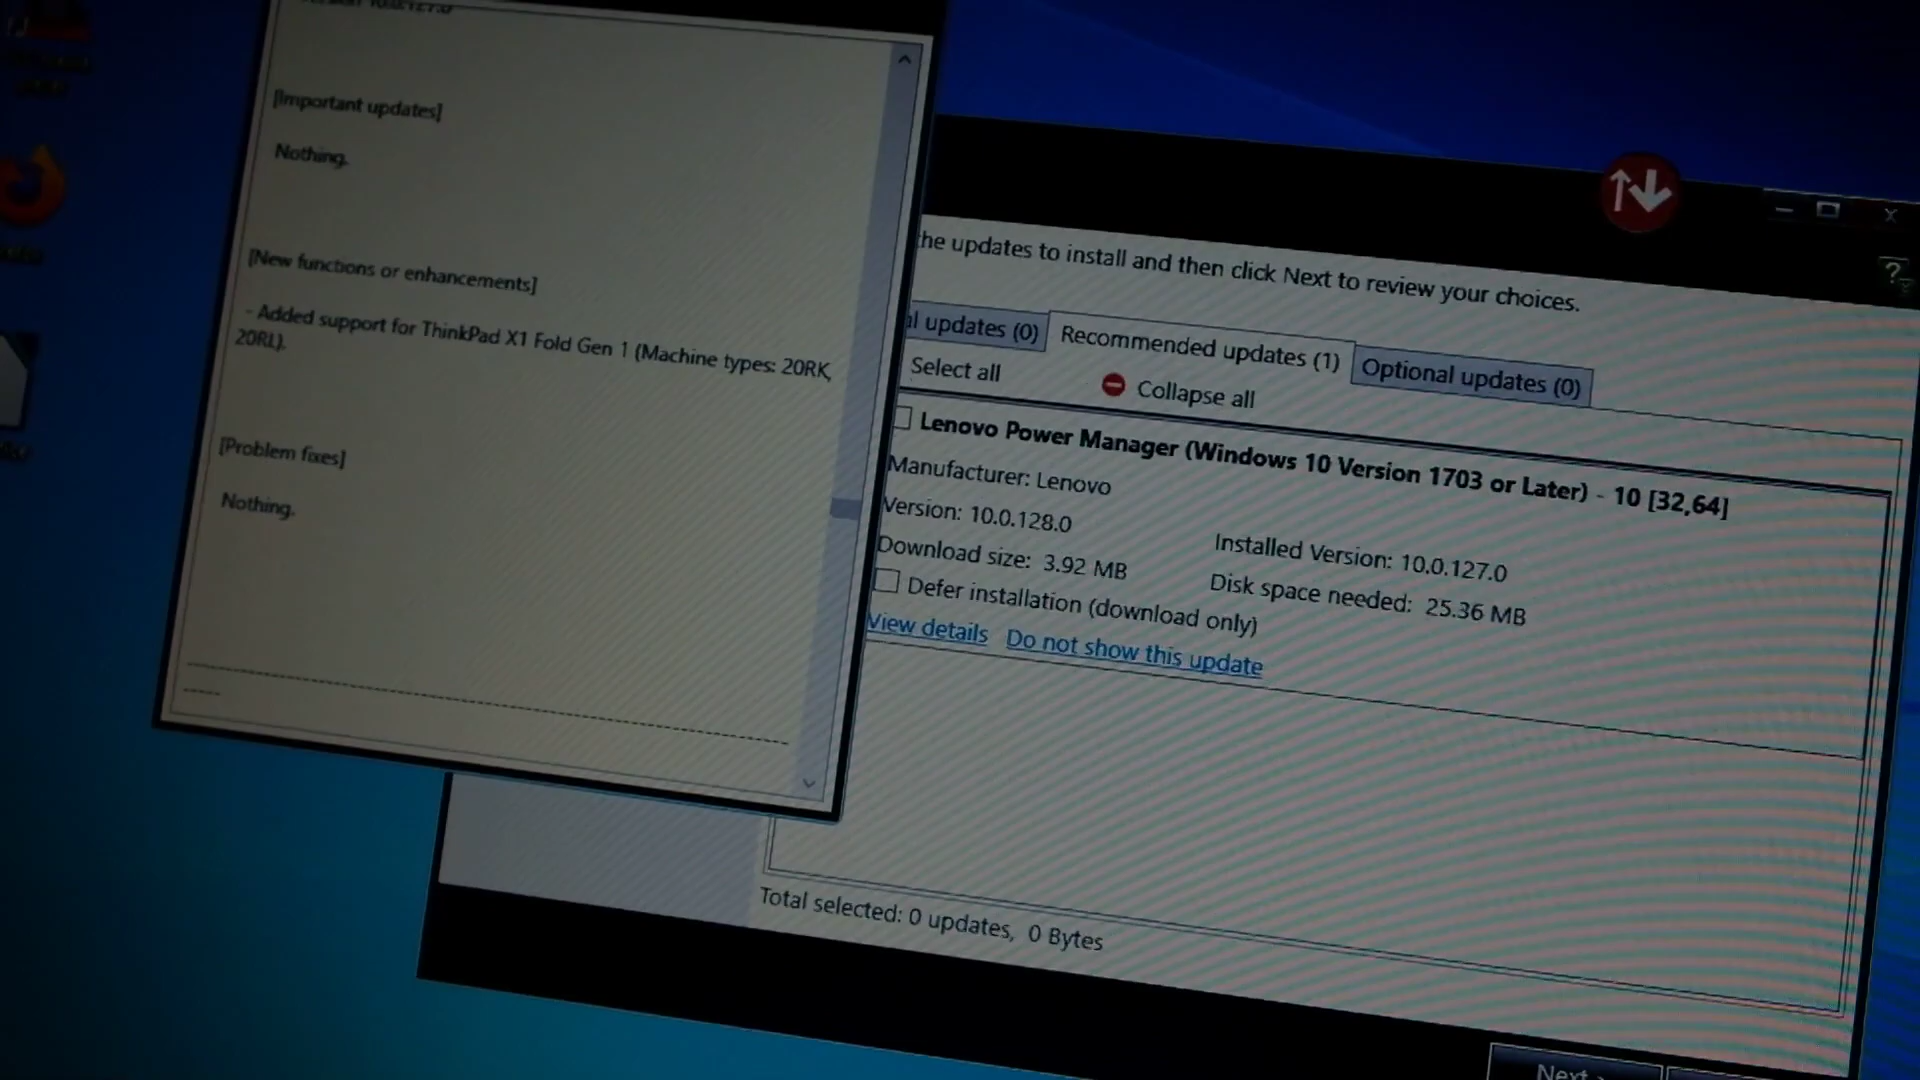 [Important updates]
Nothing.
[New functions or enhancements]
- Added support for ThinkPad X1 Fold Gen 1 (Machine types: 20RK,
20RL).
[Problem fixes]
Nothing.
--------------------------------------------------------------------------------
-----
the updates to install and then click Next to review your choices.
al updates (0)
Recommended updates (1)
Optional updates (0)
Select all
Collapse all
Lenovo Power Manager (Windows 10 Version 1703 or Later) - 10 [32,64]
Manufacturer: Lenovo
Version: 10.0.128.0
Installed Version: 10.0.127.0
Download size: 3.92 MB
Disk space needed: 25.36 MB
Defer installation (download only)
View details
Do not show this update
Total selected: 0 updates, 0 Bytes
Next >